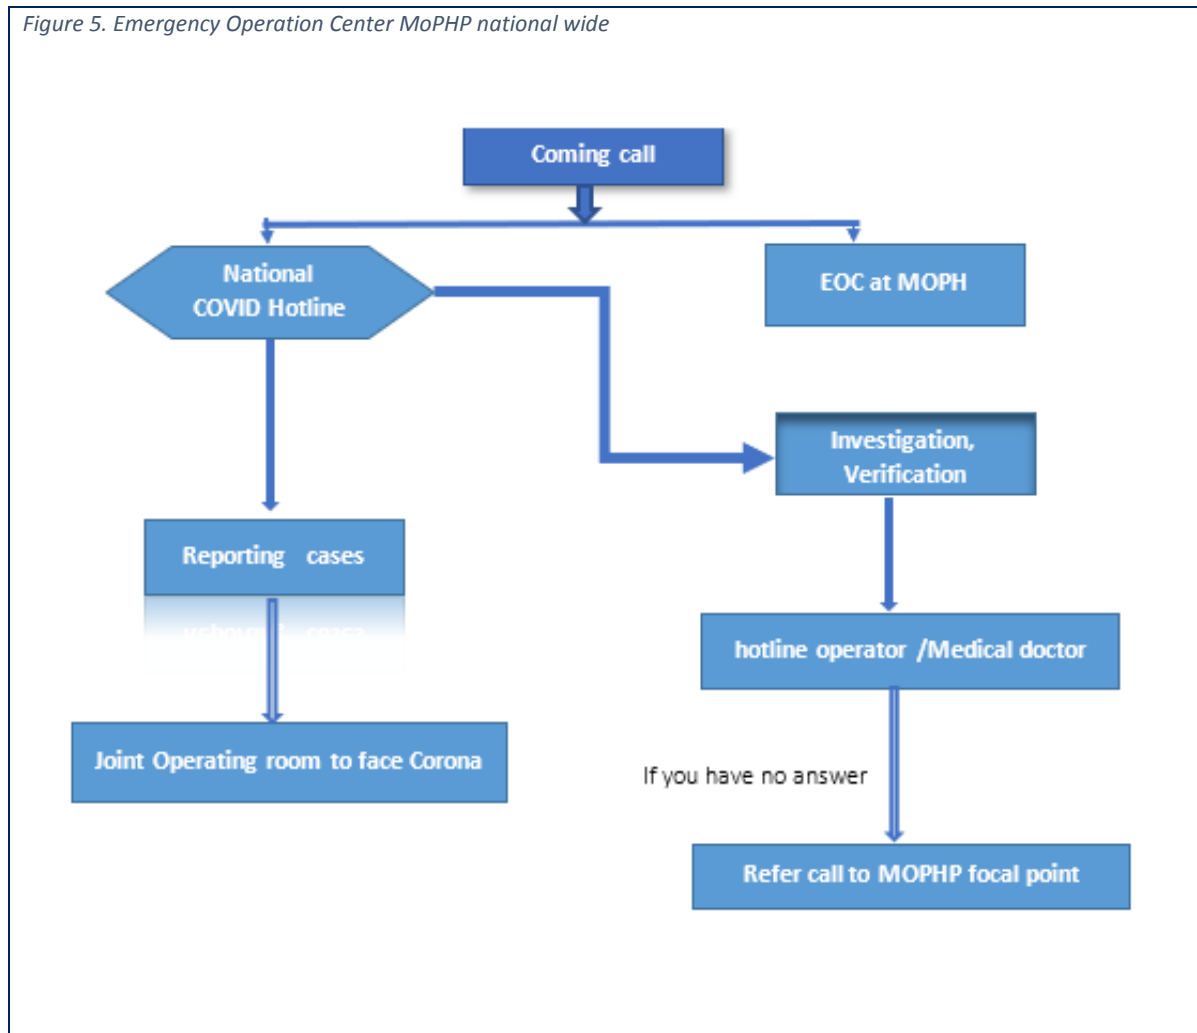 Figure 5. Emergency Operation Center MoPHP national wide
Coming call
National
COVID Hotline
EOC at MOPH
Investigation,
Verification
Reporting cases
hotline operator /Medical doctor
Joint Operating room to face Corona
If you have no answer
Refer call to MOPHP focal point